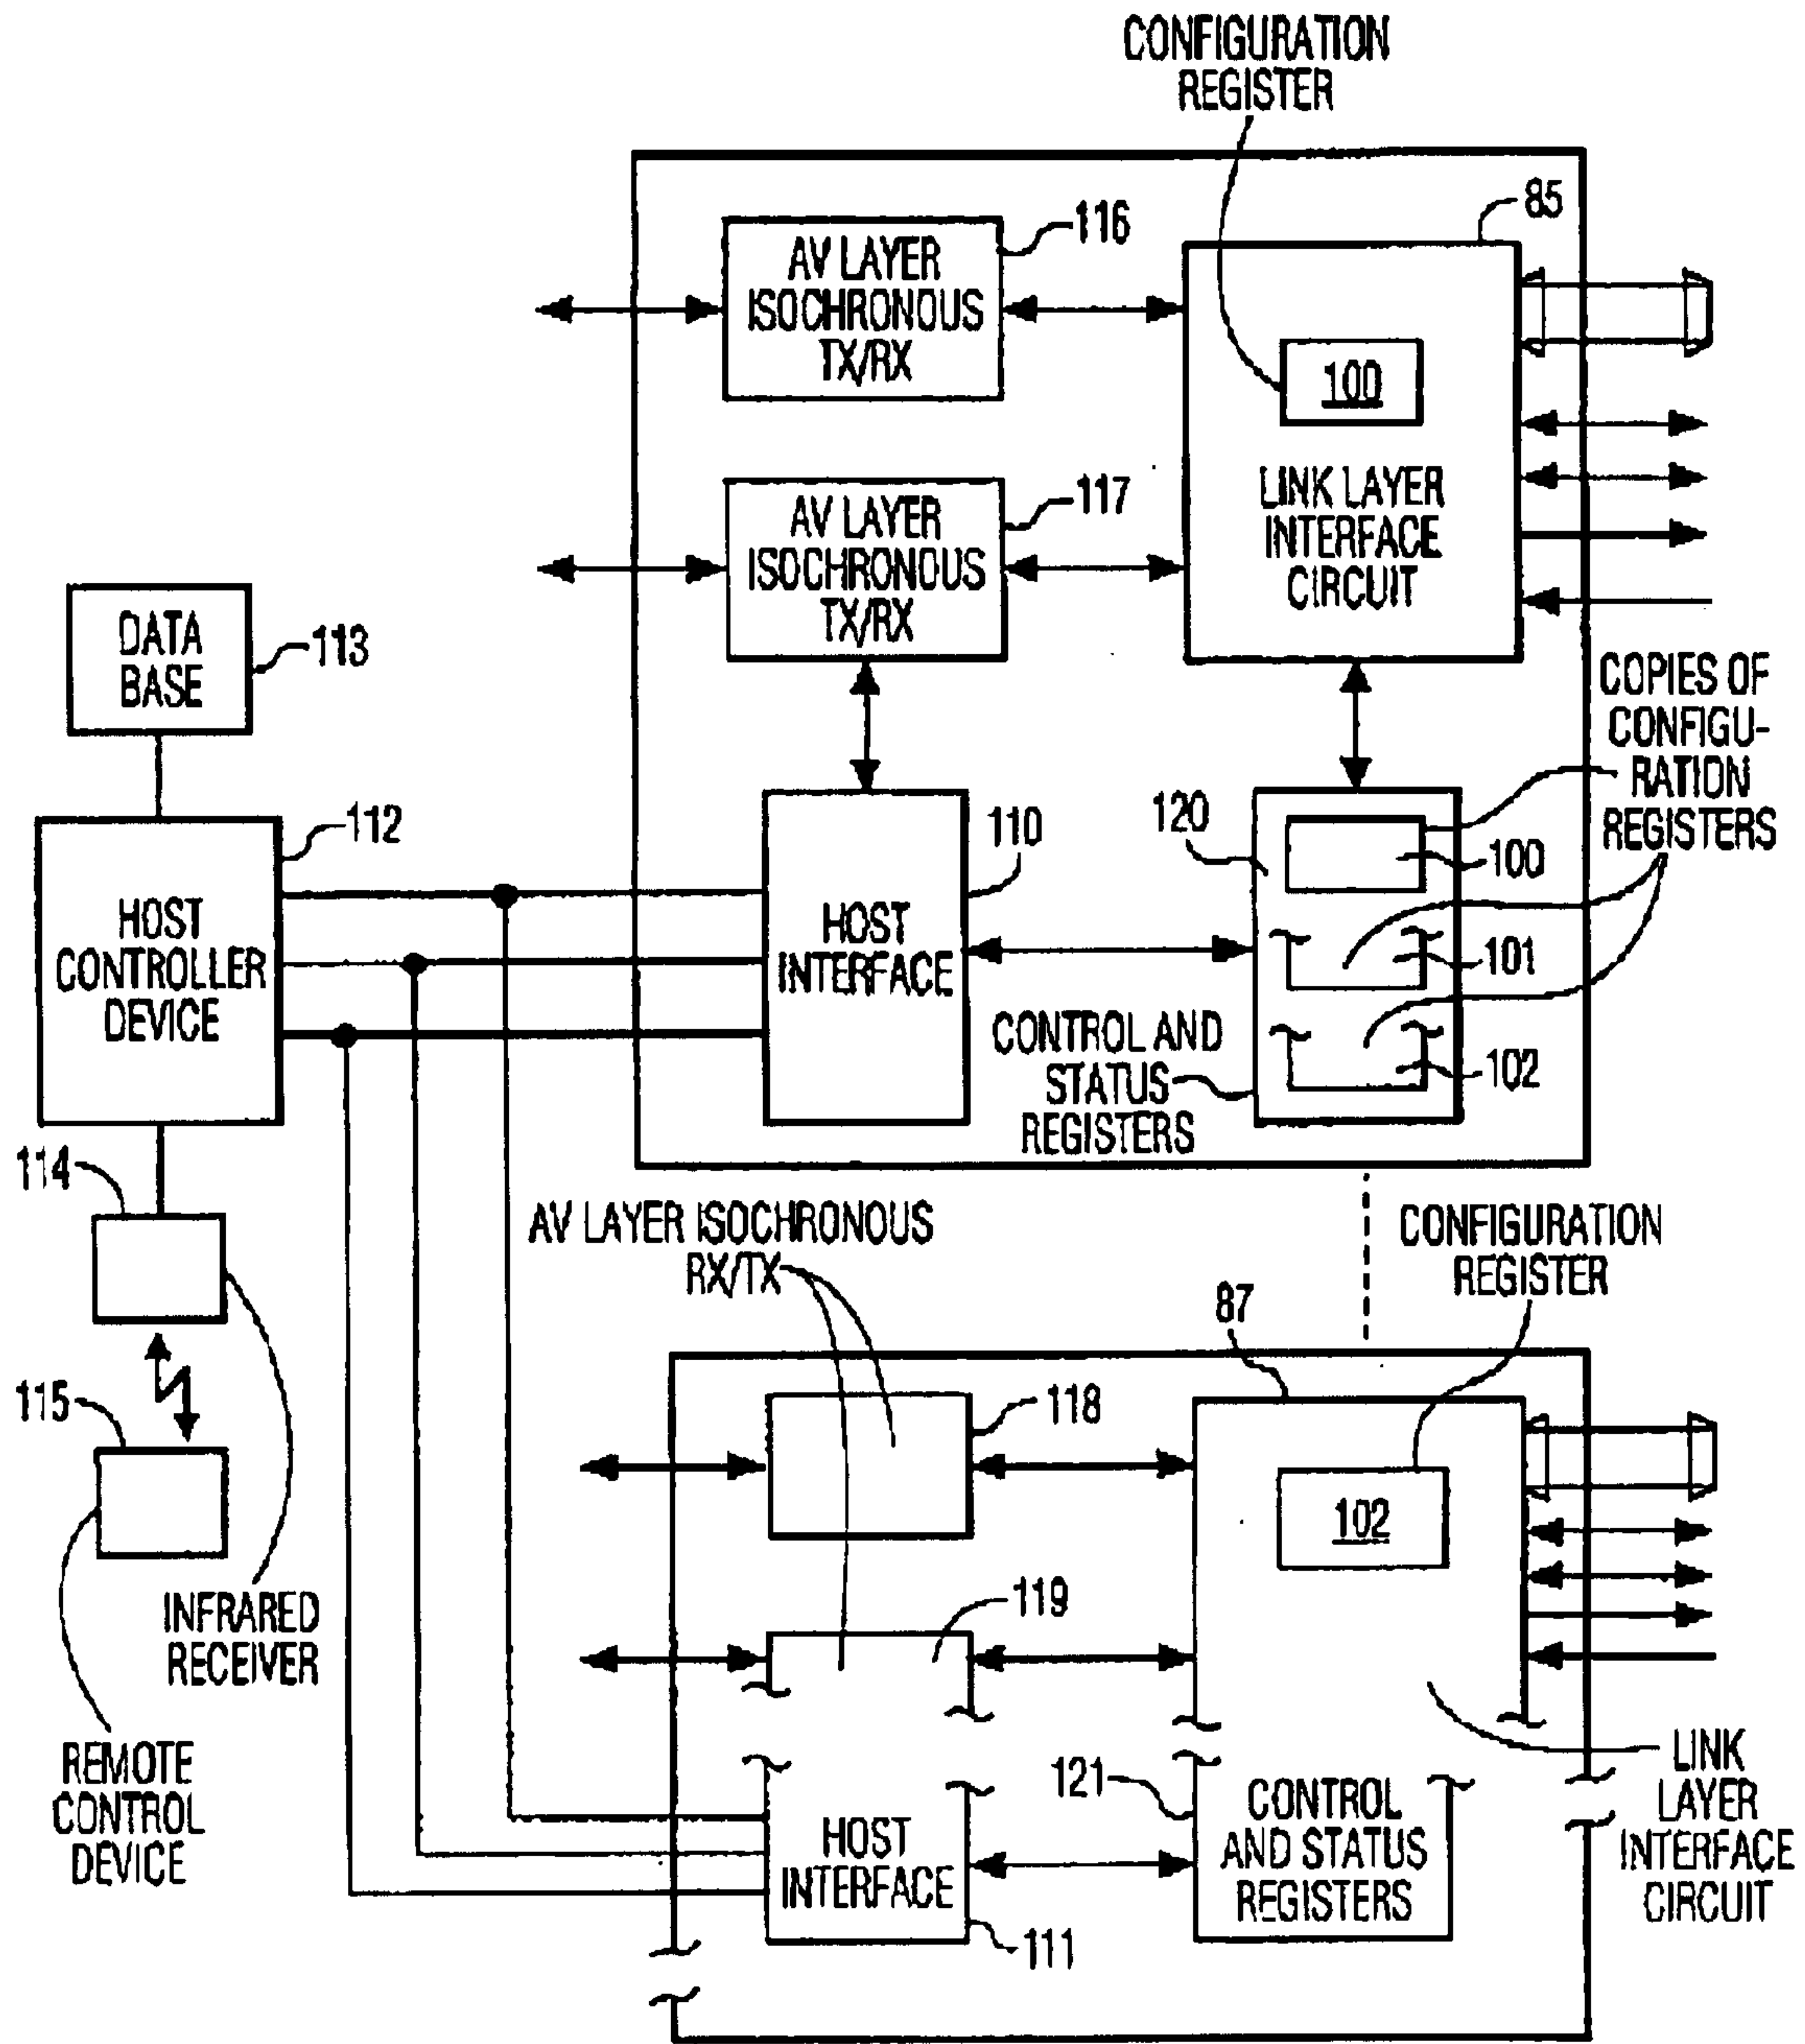 CONFIGURATION
REGISTER
85
116
AV LAYER
ISOCHRONOUS
TX/RX
100
LINK LAYER
INTERFACE
CIRCUIT
117
AV LAYER
ISOCHRONOUS
TX/RX
DATA
BASE
113
COPIES OF
CONFIGU-
RATION
REGISTERS
112
HOST
CONTROLLER
DEVICE
110
HOST
INTERFACE
120
100
101
102
CONTROL AND
STATUS
REGISTERS
114
115
INFRARED
RECEIVER
REMOTE
CONTROL
DEVICE
AV LAYER ISOCHRONOUS
RX/TX
CONFIGURATION
REGISTER
87
118
102
119
LINK
LAYER
INTERFACE
CIRCUIT
121
CONTROL
AND STATUS
REGISTERS
HOST
INTERFACE
111